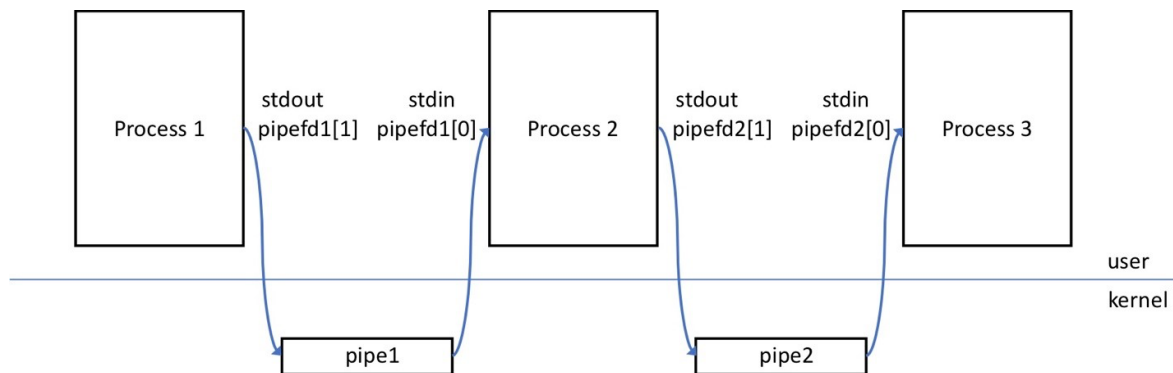 Process 1
stdout
pipefd1[1]
stdin
pipefd1[0]
Process 2
stdout
pipefd2[1]
stdin
pipefd2[0]
Process 3
user
kernel
pipe1
pipe2